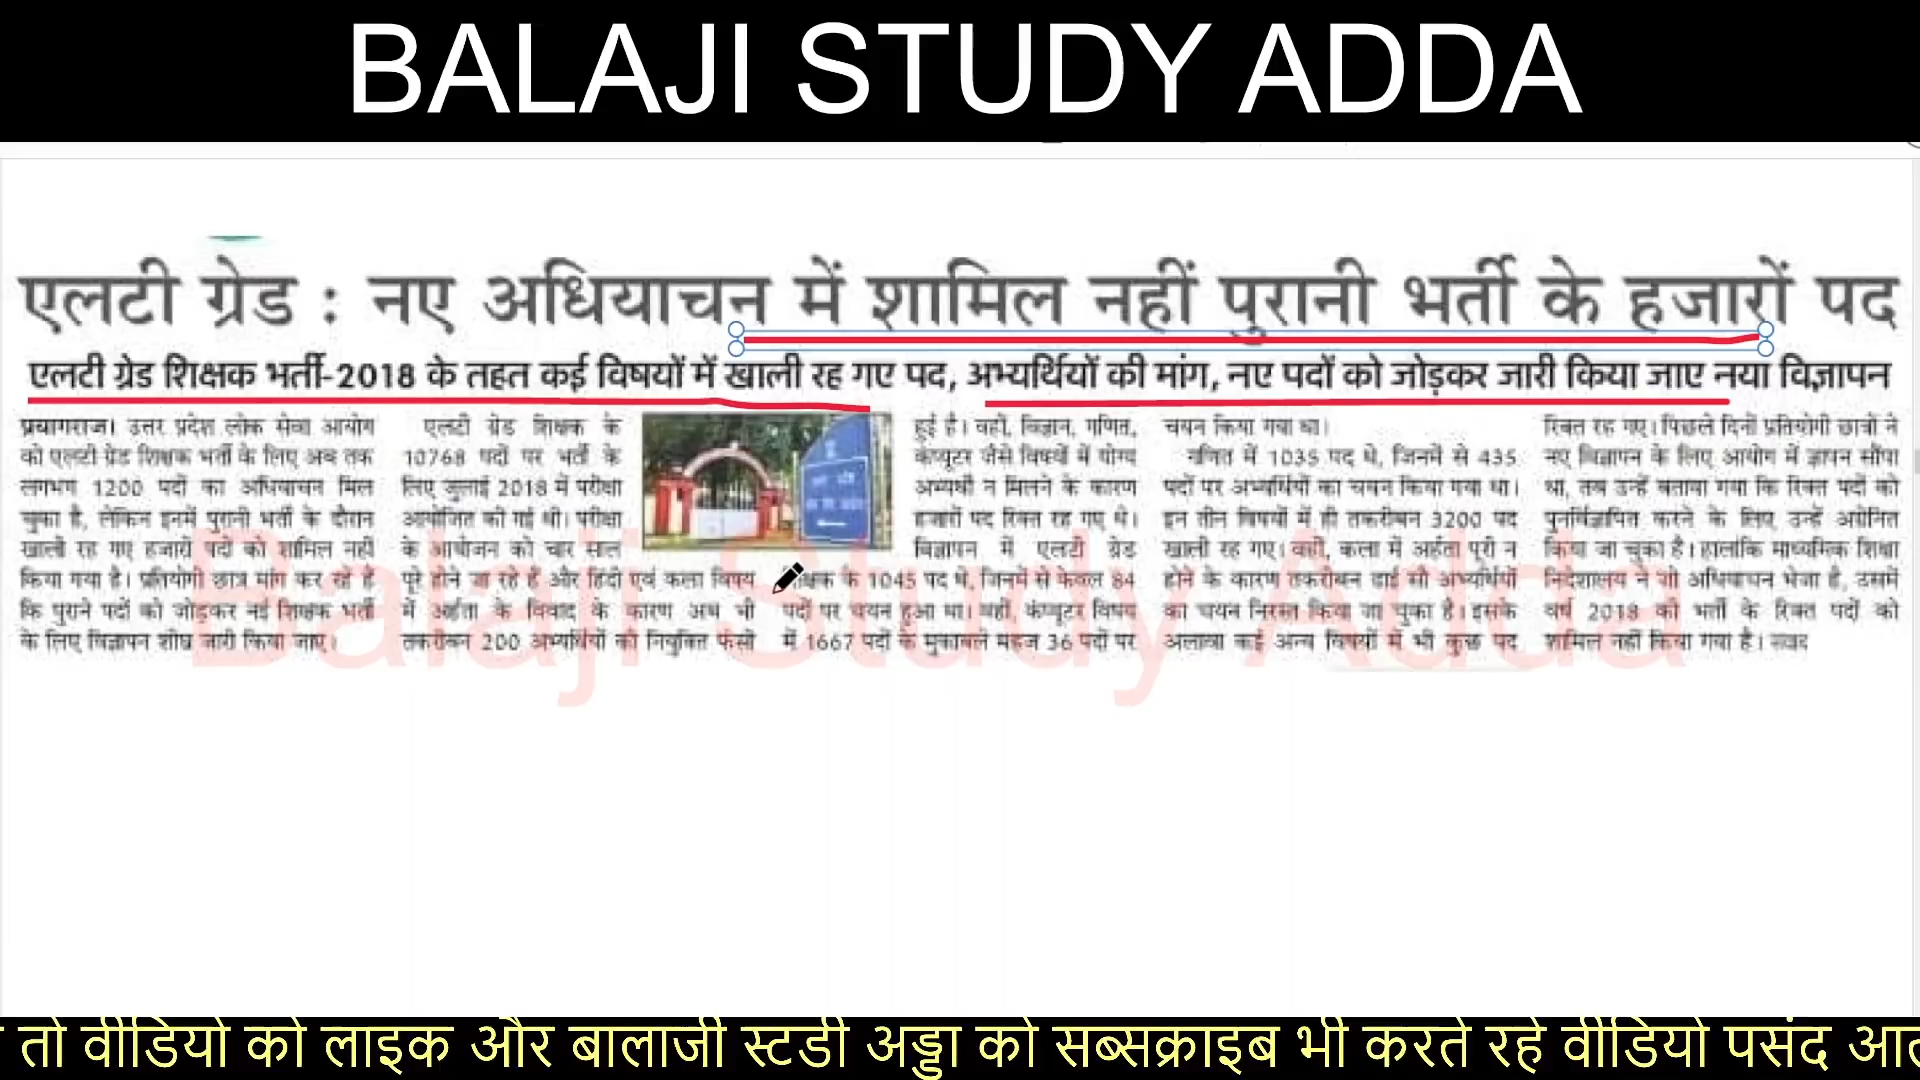 BALAJI STUDY ADDA
एलटी ग्रेड : नए अधियाचन में शामिल नहीं पुरानी भर्ती के हजारों पद
एलटी ग्रेड शिक्षक भर्ती-2018 के तहत कई विषयों में खाली रह गए पद, अभ्यर्थियों की मांग, नए पदों को जोड़कर जारी किया जाए नया विज्ञापन
प्रयागराज। उत्तर प्रदेश लोक सेवा आयोग
को एलटी ग्रेड शिक्षक भर्ती के लिए अब तक
लगभग 1200 पदों का अधियाचन मिल
चुका है, लेकिन इनमें पुरानी भर्ती के दौरान
खाली रह गए हजारों पदों को शामिल नहीं
किया गया है। प्रतियोगी छात्र मांग कर रहे हैं
कि पुराने पदों को जोड़कर नई शिक्षक भर्ती
के लिए विज्ञापन शीघ्र जारी किया जाए।
एलटी ग्रेड शिक्षक के
10768 पदों पर भर्ती के
लिए जुलाई 2018 में परीक्षा
आयोजित की गई थी। परीक्षा
के आयोजन को चार साल
पूरे होने जा रहे हैं और हिंदी एवं कला विषय
में अर्हता के विवाद के कारण अब भी
तकरीबन 200 अभ्यर्थियों की नियुक्ति फंसी
हुई है। वहीं, विज्ञान, गणित,
कंप्यूटर जैसे विषयों में योग्य
अभ्यर्थी न मिलने के कारण
हजारों पद रिक्त रह गए थे।
विज्ञापन में एलटी ग्रेड
के 1045 पद थे, जिनमें से केवल 84
पदों पर चयन हुआ था। वहीं, कंप्यूटर विषय
में 1667 पदों के मुकाबले महज 36 पदों पर
चयन किया गया था।
गणित में 1035 पद थे, जिनमें से 435
पदों पर अभ्यर्थियों का चयन किया गया था।
इन तीन विषयों में ही तकरीबन 3200 पद
खाली रह गए। वहीं, कला में अर्हता पूरी न
होने के कारण तकरीबन ढाई सौ अभ्यर्थियों
का चयन निरस्त किया जा चुका है। इसके
अलावा कई अन्य विषयों में भी कुछ पद
रिक्त रह गए। पिछले दिनों प्रतियोगी छात्रों ने
नए विज्ञापन के लिए आयोग में ज्ञापन सौंपा
था, तब उन्हें बताया गया कि रिक्त पदों को
पुनर्विज्ञापित करने के लिए उन्हें अग्रेनित
किया जा चुका है। हालांकि माध्यमिक शिक्षा
निदेशालय ने जो अधियाचन भेजा है, उसमें
वर्ष 2018 की भर्ती के रिक्त पदों को
शामिल नहीं किया गया है।
Balaji Study Adda
तो वीडियो को लाइक और बालाजी स्टडी अड्डा को सब्सक्राइब भी करते रहे वीडियो पसंद